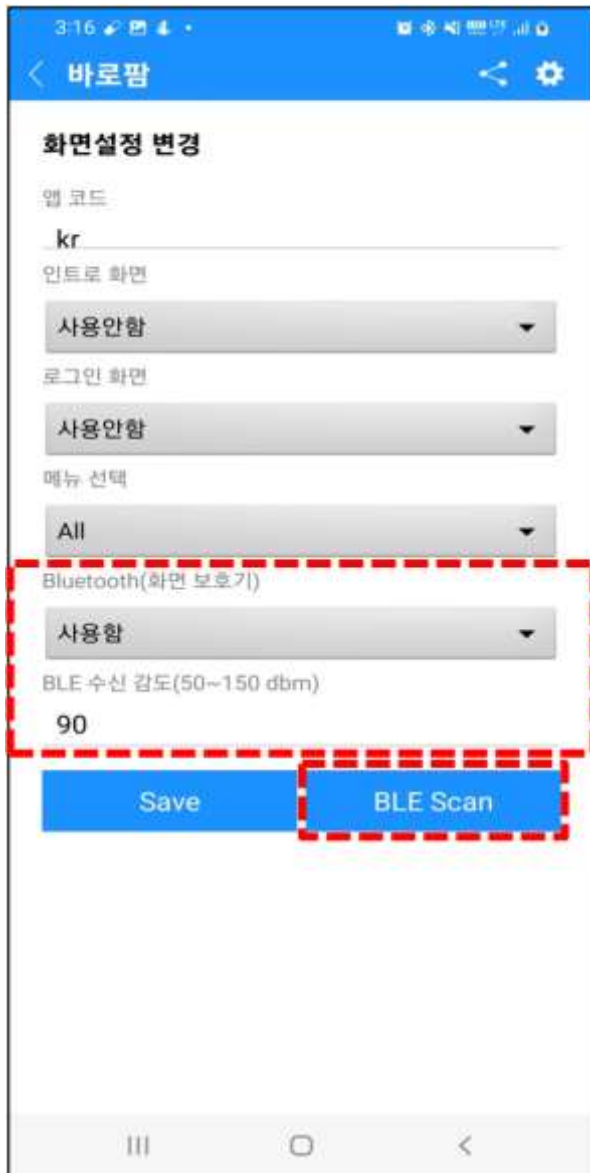 3:16
바로팜
화면설정 변경
앱 코드
kr
인트로 화면
사용안함
로그인 화면
사용안함
메뉴 선택
All
Bluetooth(화면 보호기)
사용함
BLE 수신 감도(50~150 dbm)
90
Save
BLE Scan